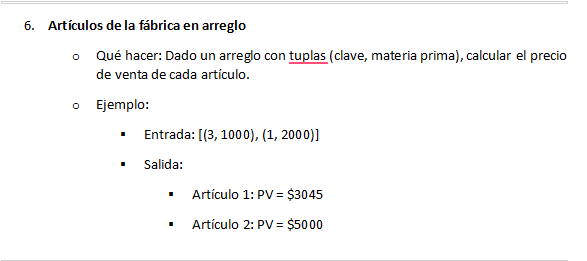 6. Artículos de la fábrica en arreglo
o Qué hacer: Dado un arreglo con tuplas (clave, materia prima), calcular el precio
de venta de cada artículo.
o Ejemplo:
▪ Entrada: [(3, 1000), (1, 2000)]
▪ Salida:
▪ Artículo 1: PV = $3045
▪ Artículo 2: PV = $5000